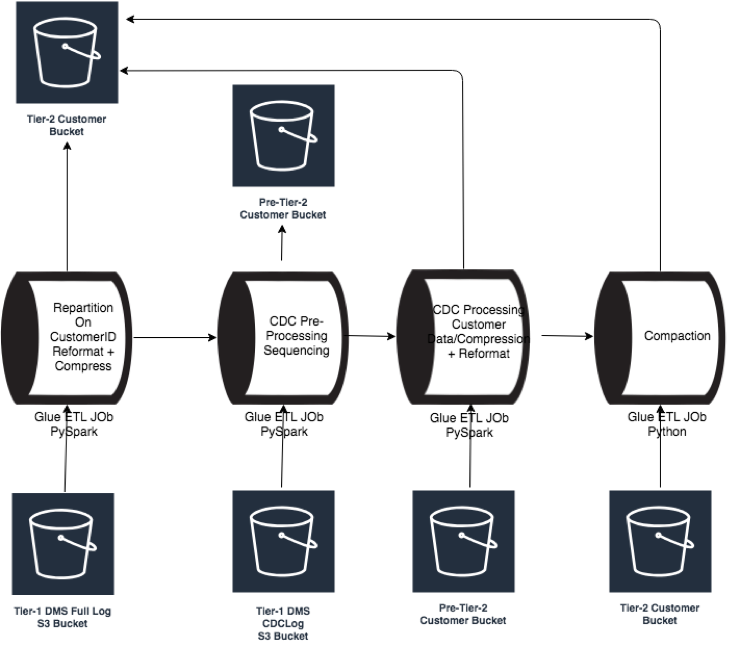 Tier-2 Customer
Bucket
Pre-Tier-2
Customer Bucket
Repartition
On
CustomerID
Reformat +
Compress
CDC Pre-
Processing
Sequencing
CDC Processing
Customer
Data/Compression
+ Reformat
Compaction
Glue ETL JOb
PySpark
Glue ETL JOb
PySpark
Glue ETL JOb
PySpark
Glue ETL JOb
Python
Tier-1 DMS Full Log
S3 Bucket
Tier-1 DMS
CDCLog
S3 Bucket
Pre-Tier-2
Customer Bucket
Tier-2 Customer
Bucket